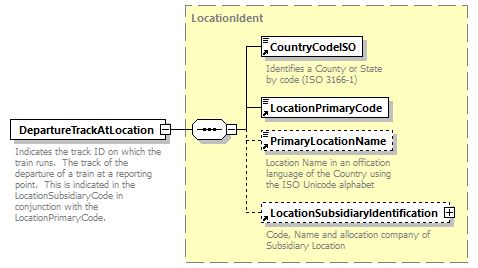 LocationIdent
CountryCodeISO
Identifies a County or State
by code (ISO 3166-1)
LocationPrimaryCode
DepartureTrackAtLocation
Indicates the track ID on which the
train runs. The track of the
departure of a train at a reporting
point. This is indicated in the
LocationSubsidiaryCode in
conjunction with the
LocationPrimaryCode.
PrimaryLocationName
Location Name in an offication
language of the Country using
the ISO Unicode alphabet
LocationSubsidiaryIdentification
Code, Name and allocation company of
Subsidiary Location